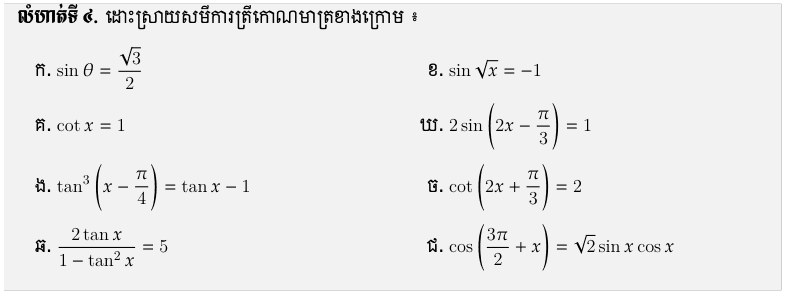 លំហាត់ទី ៤. ដោះស្រាយសមីការត្រីកោណមាត្រខាងក្រោម ៖
ក. sin θ = √3/2
ខ. sin √x = −1
គ. cot x = 1
ឃ. 2 sin (2x − π/3) = 1
ង. tan³ (x − π/4) = tan x − 1
ច. cot (2x + π/3) = 2
ឆ. 2 tan x / (1 − tan² x) = 5
ជ. cos (3π/2 + x) = √2 sin x cos x